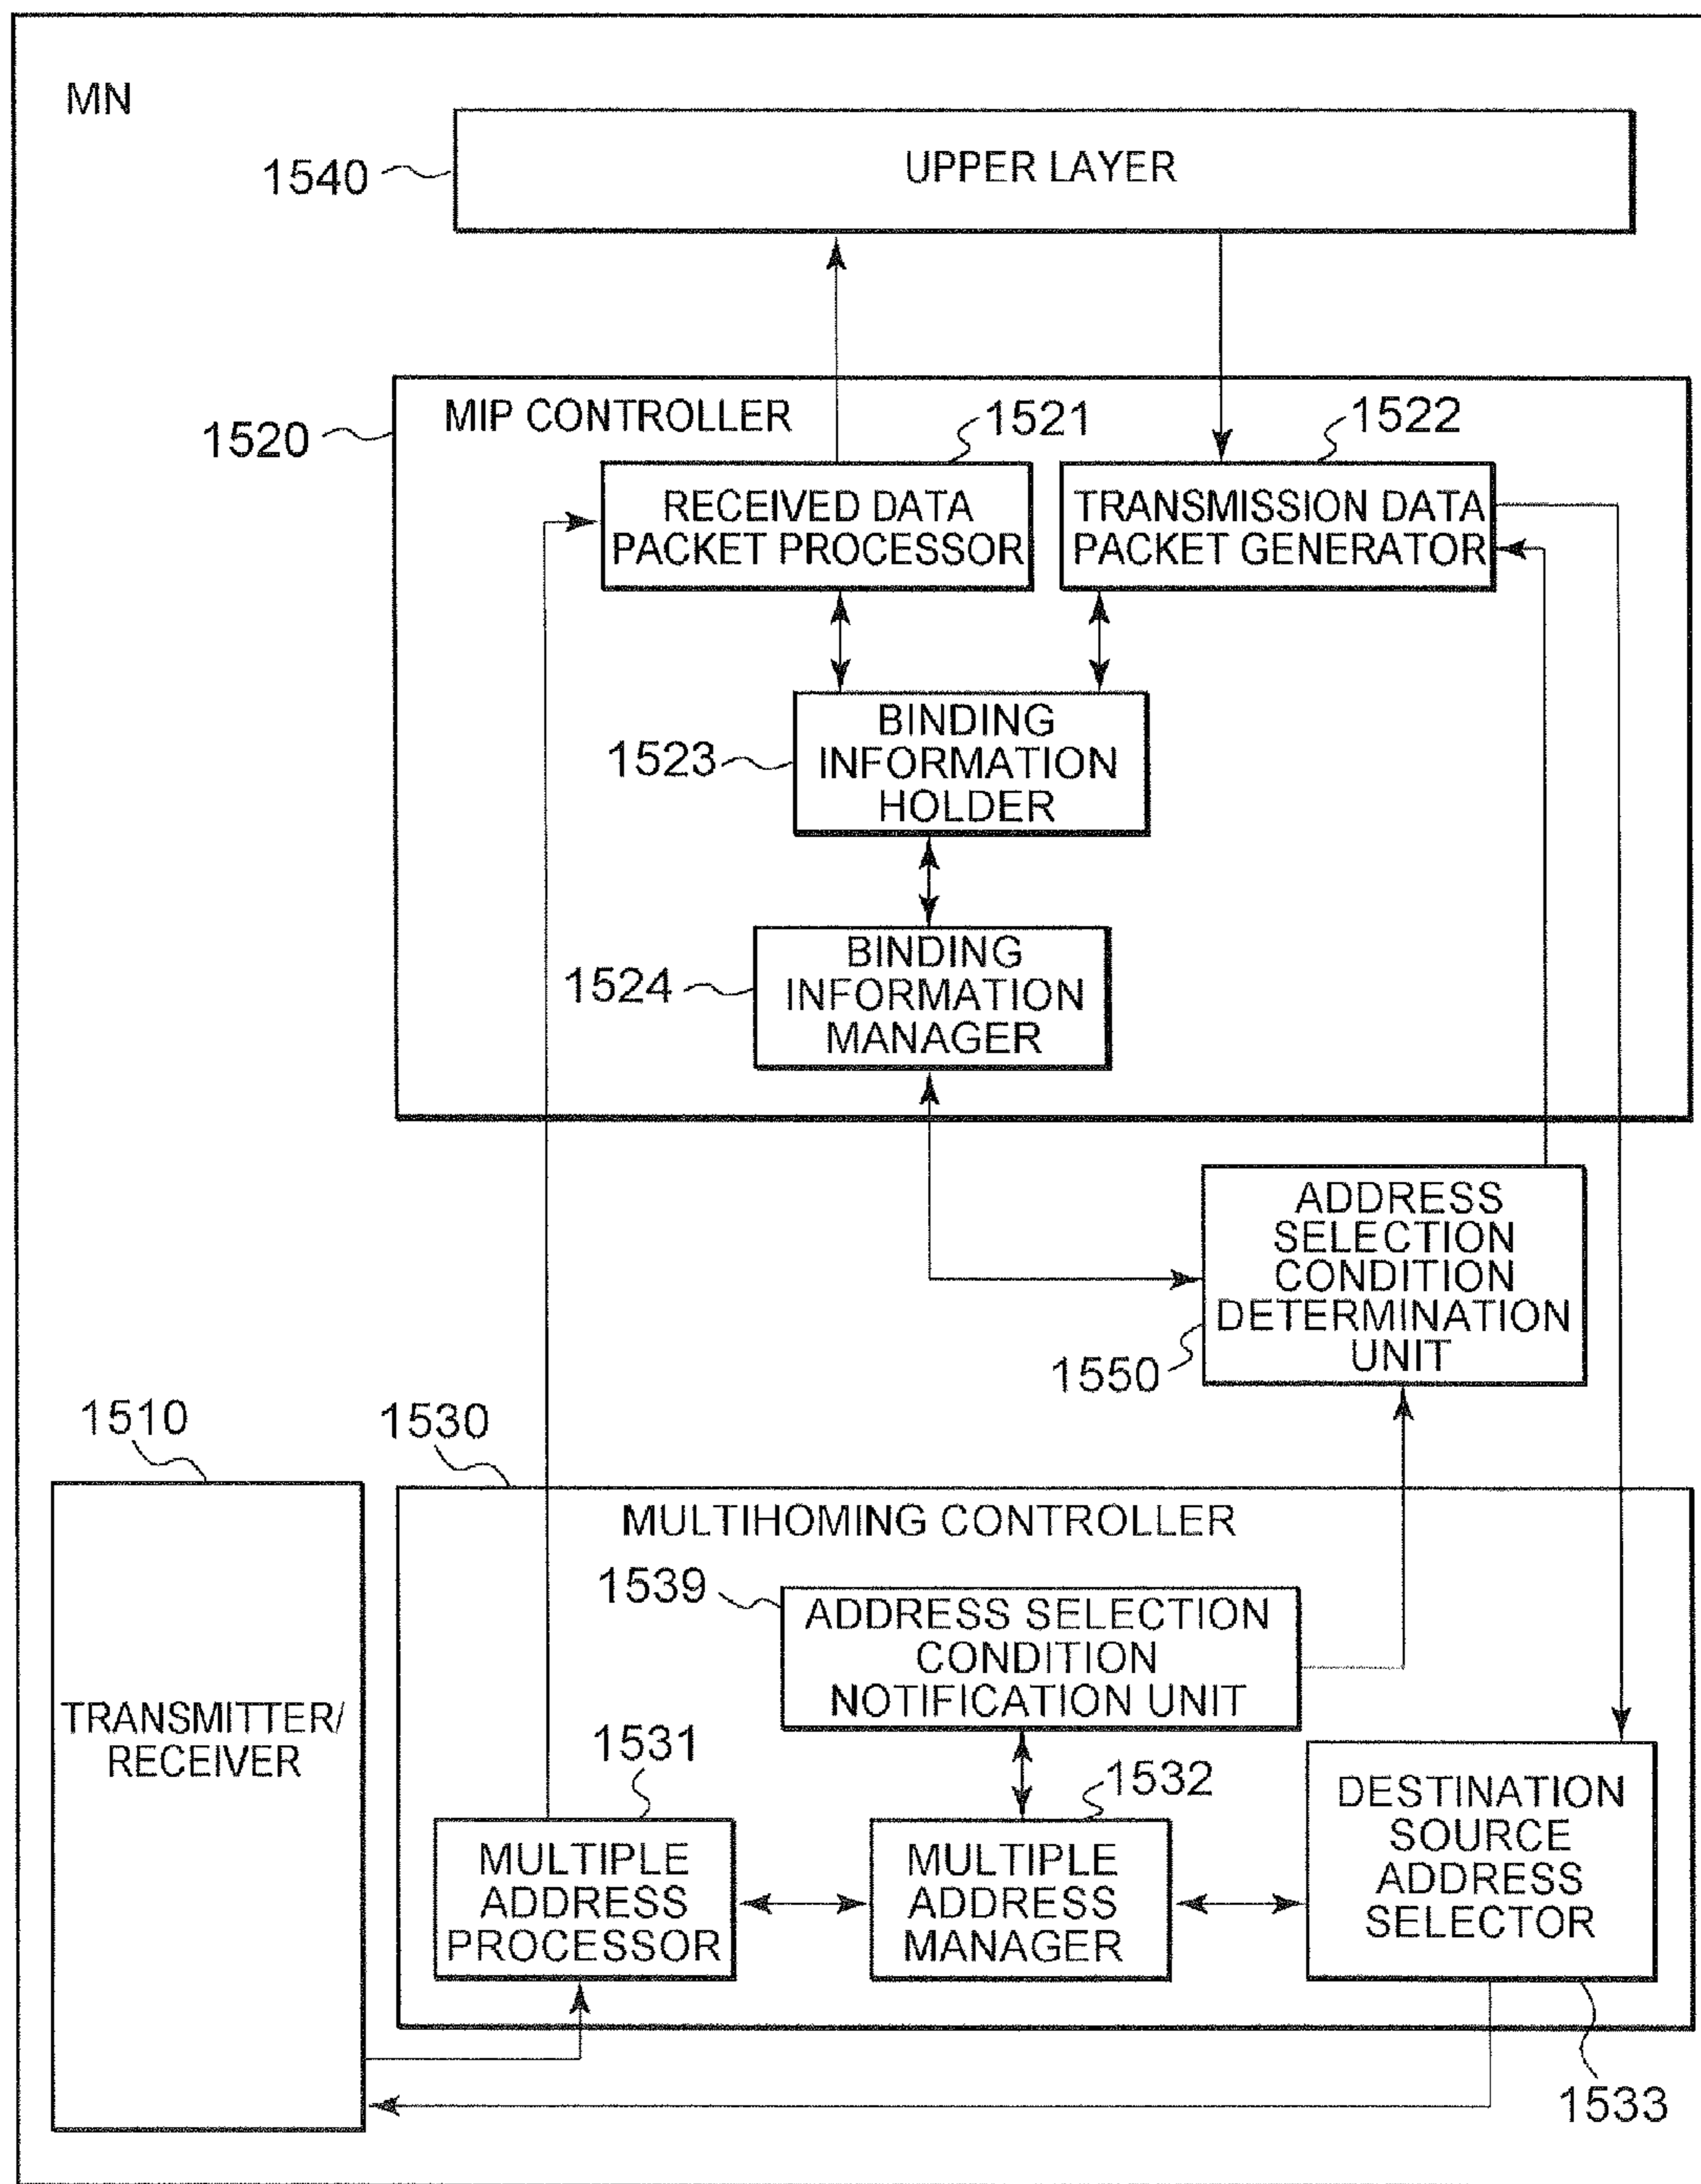 MN
1540
UPPER LAYER
1520
MIP CONTROLLER
1521
1522
RECEIVED DATA
PACKET PROCESSOR
TRANSMISSION DATA
PACKET GENERATOR
1523
BINDING
INFORMATION
HOLDER
1524
BINDING
INFORMATION
MANAGER
ADDRESS
SELECTION
CONDITION
DETERMINATION
UNIT
1550
1510
1530
TRANSMITTER/
RECEIVER
MULTIHOMING CONTROLLER
1539
ADDRESS SELECTION
CONDITION
NOTIFICATION UNIT
1531
1532
MULTIPLE
ADDRESS
PROCESSOR
MULTIPLE
ADDRESS
MANAGER
DESTINATION
SOURCE
ADDRESS
SELECTOR
1533